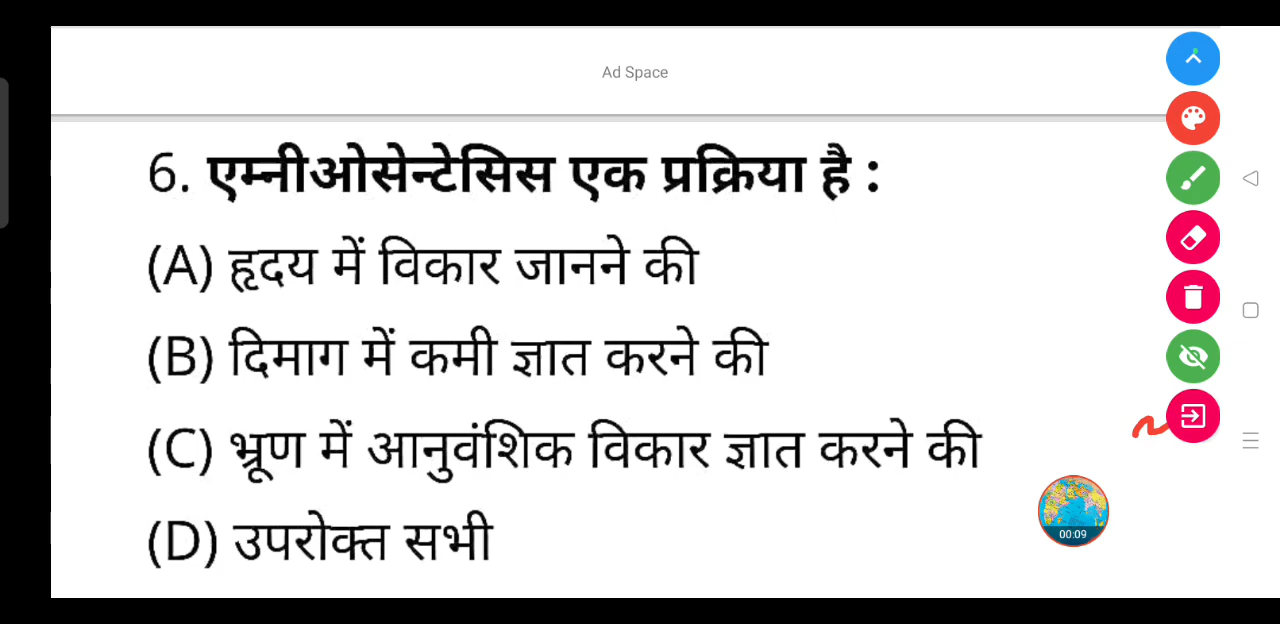 Ad Space
6. एम्नीओसेन्टेसिस एक प्रक्रिया है :
(A) हृदय में विकार जानने की
(B) दिमाग में कमी ज्ञात करने की
(C) भ्रूण में आनुवंशिक विकार ज्ञात करने की
(D) उपरोक्त सभी
00:09